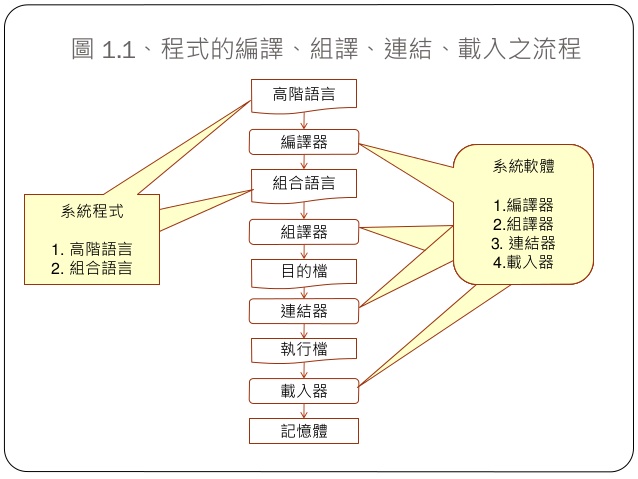 圖 1.1、程式的編譯、組譯、連結、載入之流程
高階語言
編譯器
組合語言
組譯器
目的檔
連結器
執行檔
載入器
記憶體
系統程式
1. 高階語言
2. 組合語言
系統軟體
1.編譯器
2.組譯器
3. 連結器
4.載入器